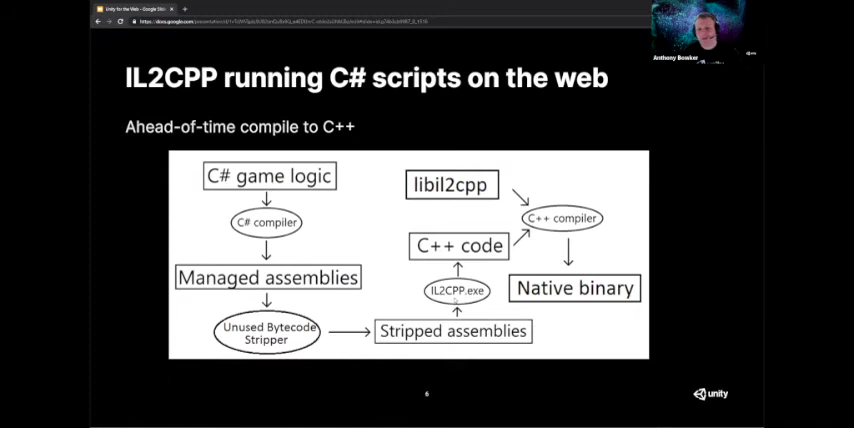 Unity for the Web - Google Slid
Anthony Bowker
IL2CPP running C# scripts on the web
Ahead-of-time compile to C++
C# game logic
C# compiler
Managed assemblies
Unused Bytecode
Stripper
Stripped assemblies
IL2CPP.exe
C++ code
libil2cpp
C++ compiler
Native binary
6
unity